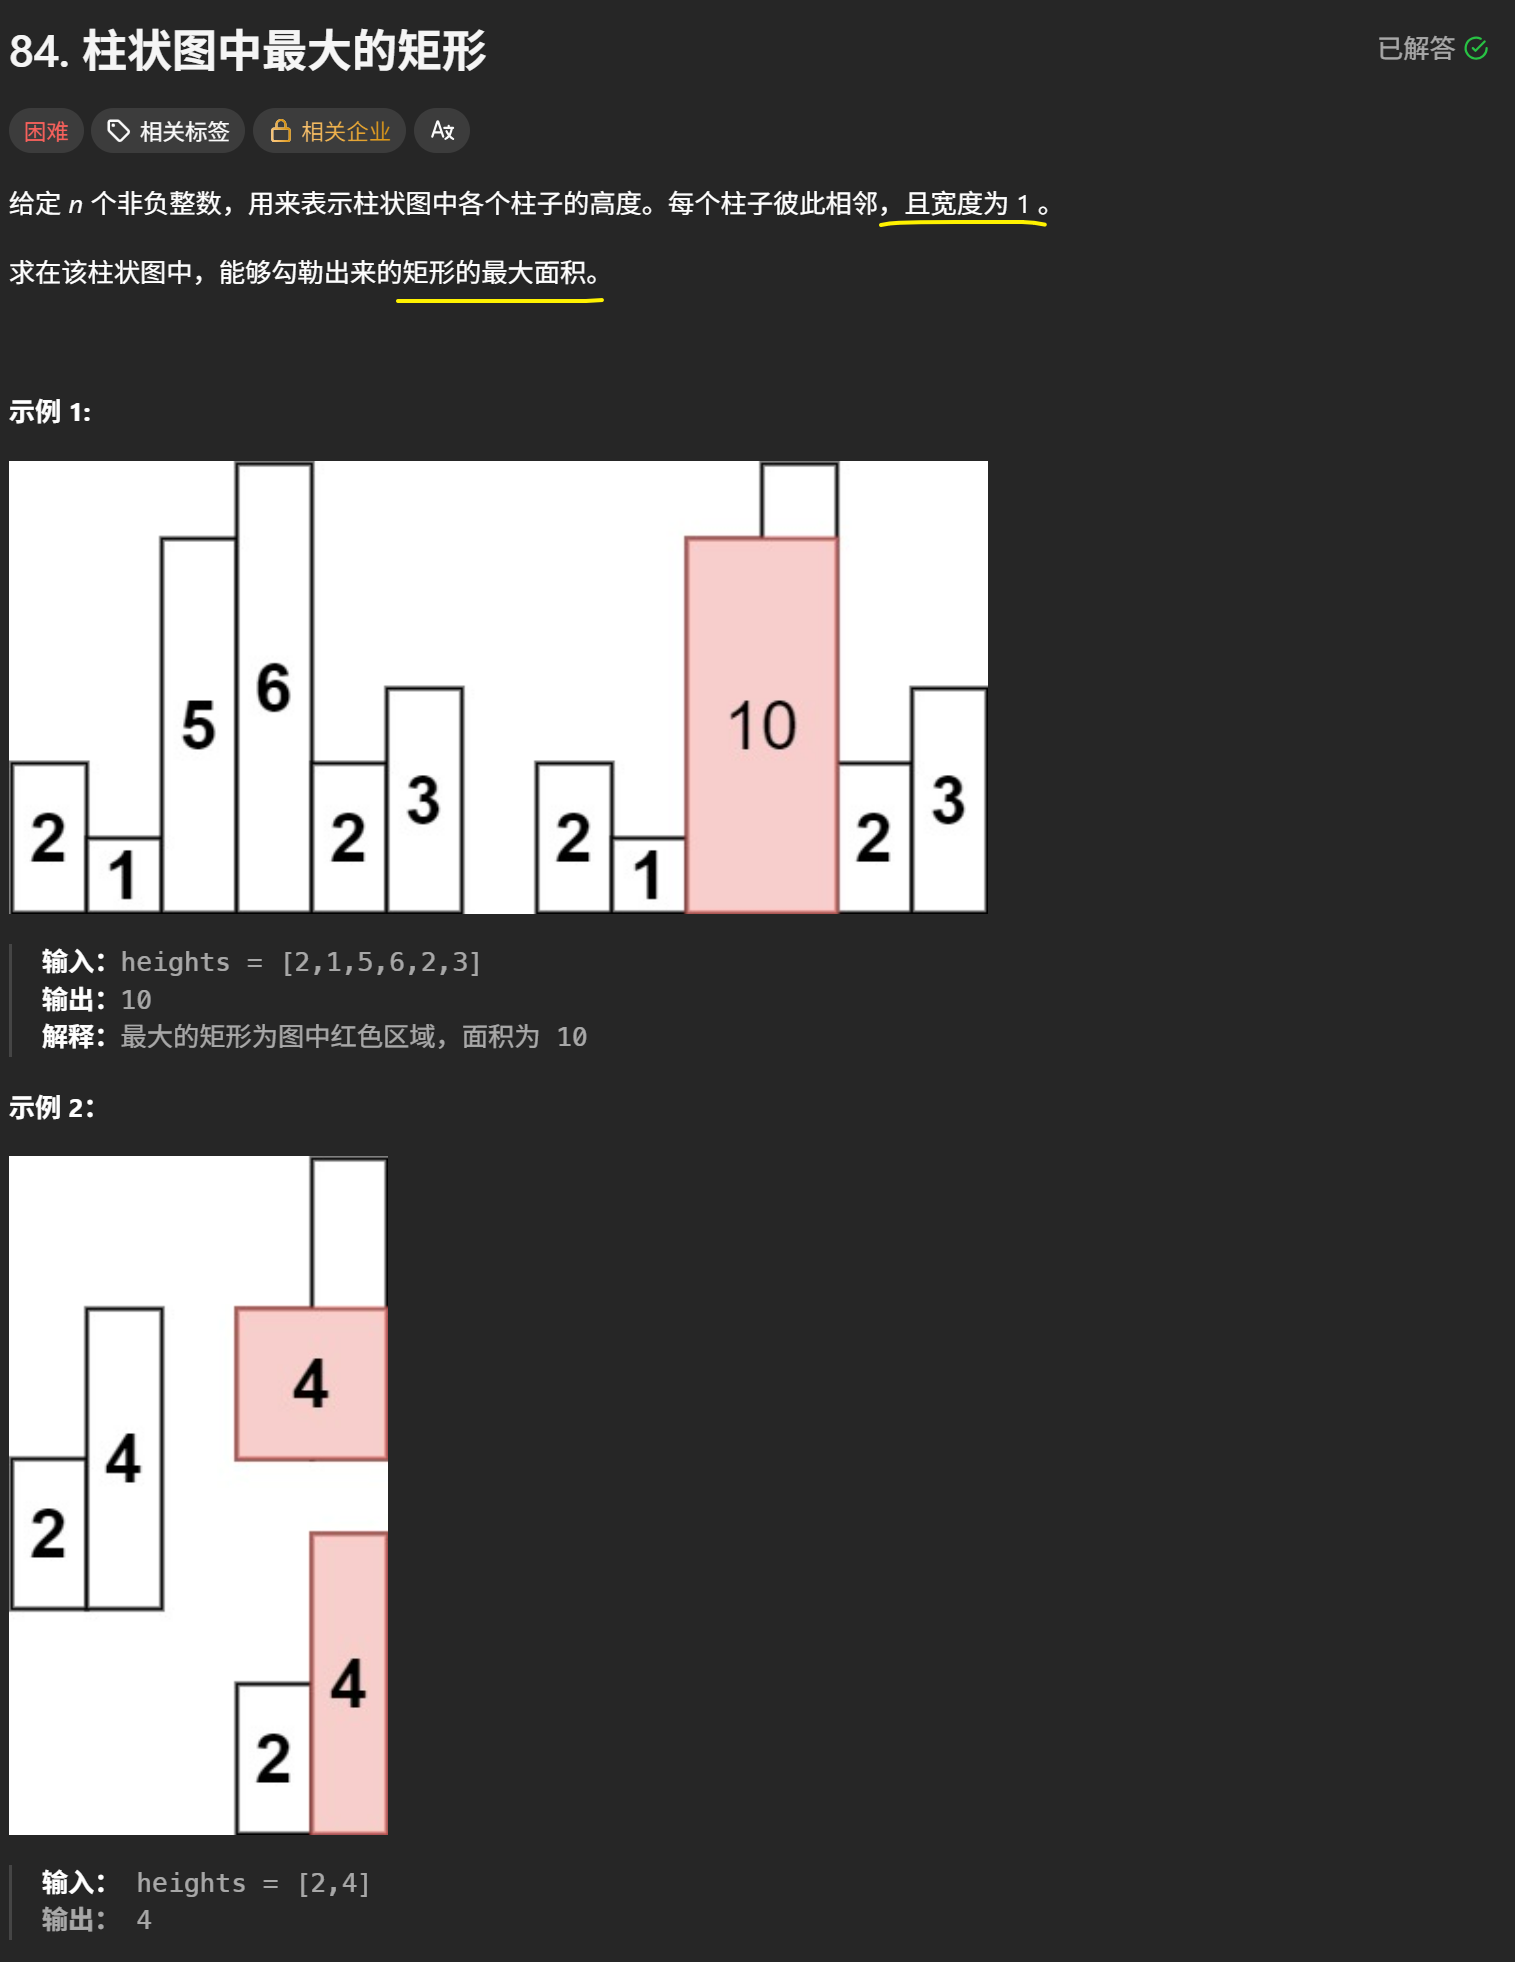 84. 柱状图中最大的矩形
已解答
困难 相关标签 相关企业
给定 n 个非负整数，用来表示柱状图中各个柱子的高度。每个柱子彼此相邻，且宽度为 1 。
求在该柱状图中，能够勾勒出来的矩形的最大面积。
示例 1:
2 1 5 6 2 3 2 1 10 2 3
输入：heights = [2,1,5,6,2,3]
输出：10
解释：最大的矩形为图中红色区域，面积为 10
示例 2：
2 4 4
2 4
输入： heights = [2,4]
输出： 4